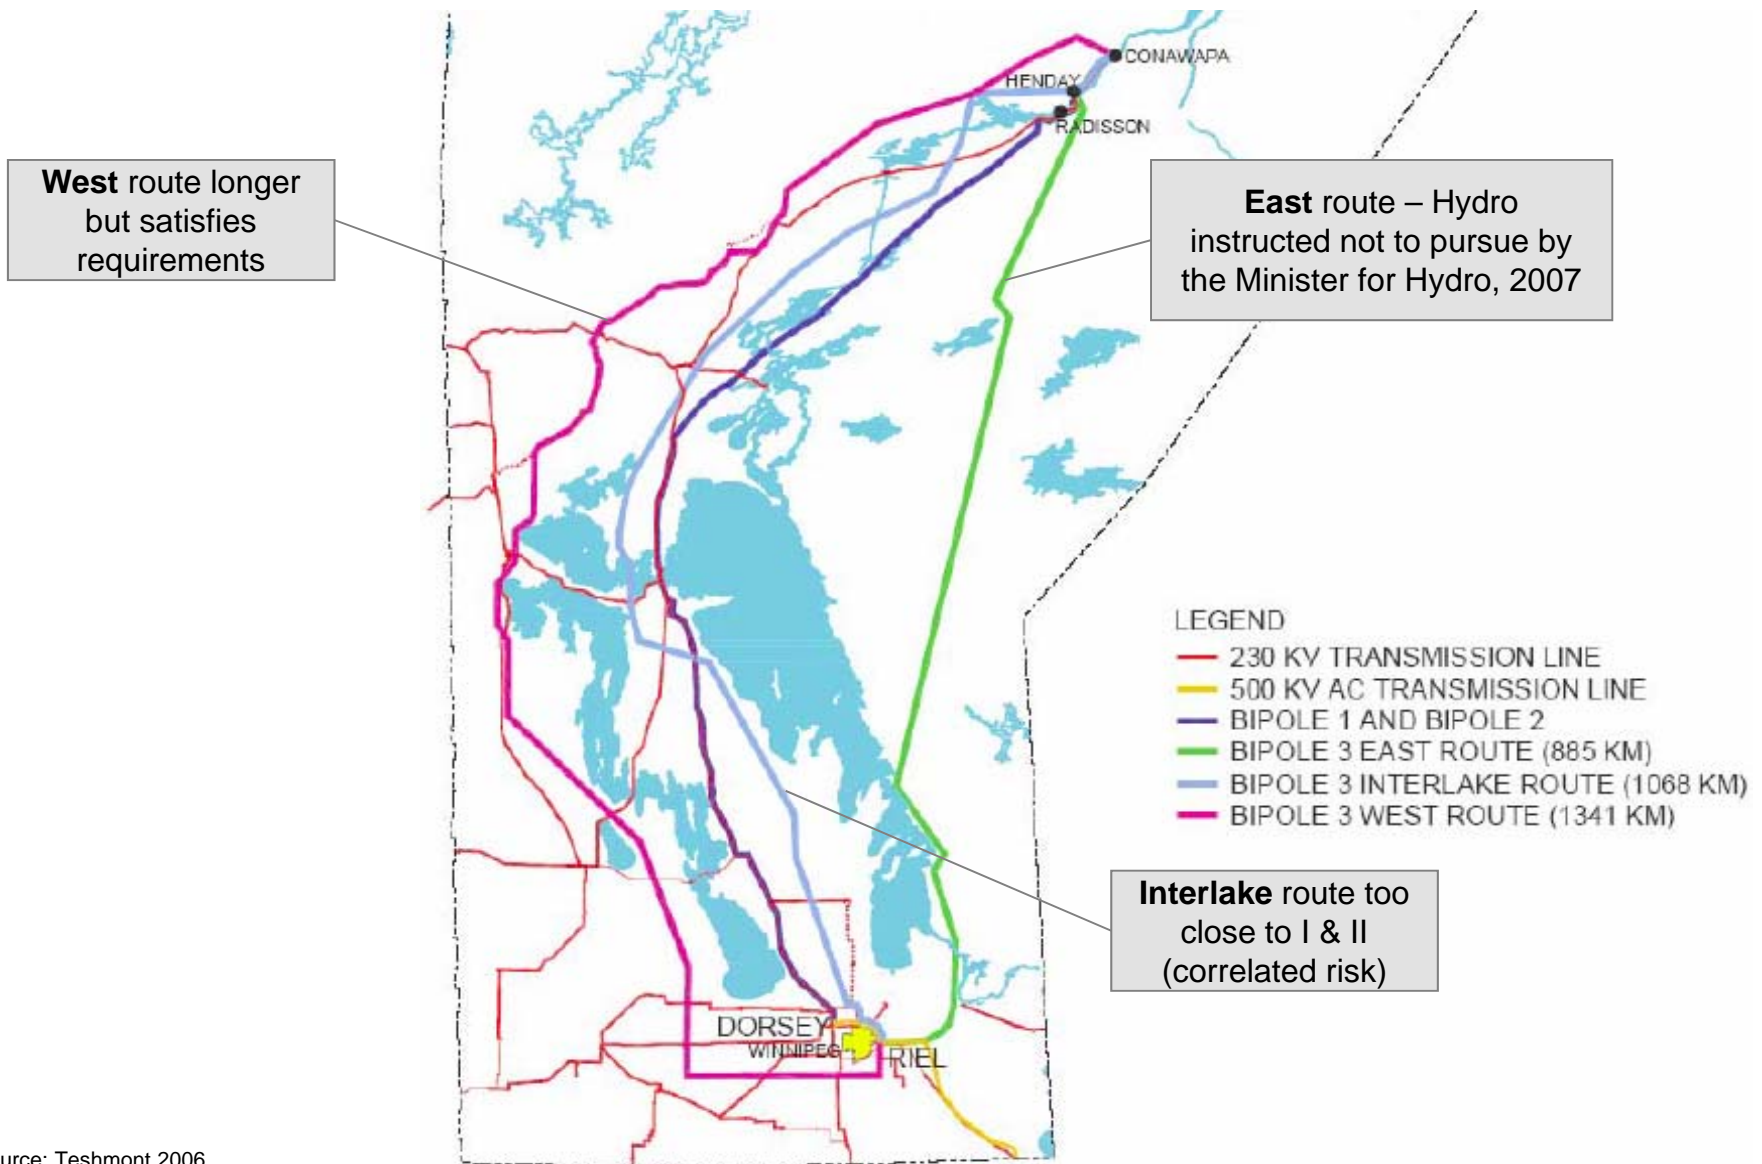 CONAWAPA
HENDAY
RADISSON
West route longer
but satisfies
requirements
East route – Hydro
instructed not to pursue by
the Minister for Hydro, 2007
LEGEND
230 KV TRANSMISSION LINE
500 KV AC TRANSMISSION LINE
BIPOLE 1 AND BIPOLE 2
BIPOLE 3 EAST ROUTE (885 KM)
BIPOLE 3 INTERLAKE ROUTE (1068 KM)
BIPOLE 3 WEST ROUTE (1341 KM)
Interlake route too
close to I & II
(correlated risk)
DORSEY
WINNIPEG
RIEL
urce: Teshmont 2006